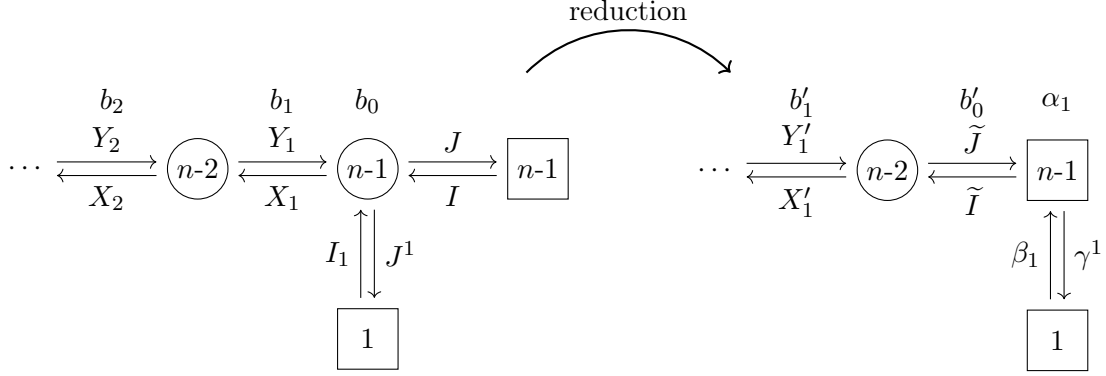 reduction
b₂ b₁ b₀ b′₁ b′₀ α₁
Y₂ Y₁ J Y′₁ J̃
⋯ n-2 n-1 n-1 ⋯ n-2 n-1
X₂ X₁ I X′₁ Ĩ
I₁ J¹ β₁ γ¹
1 1